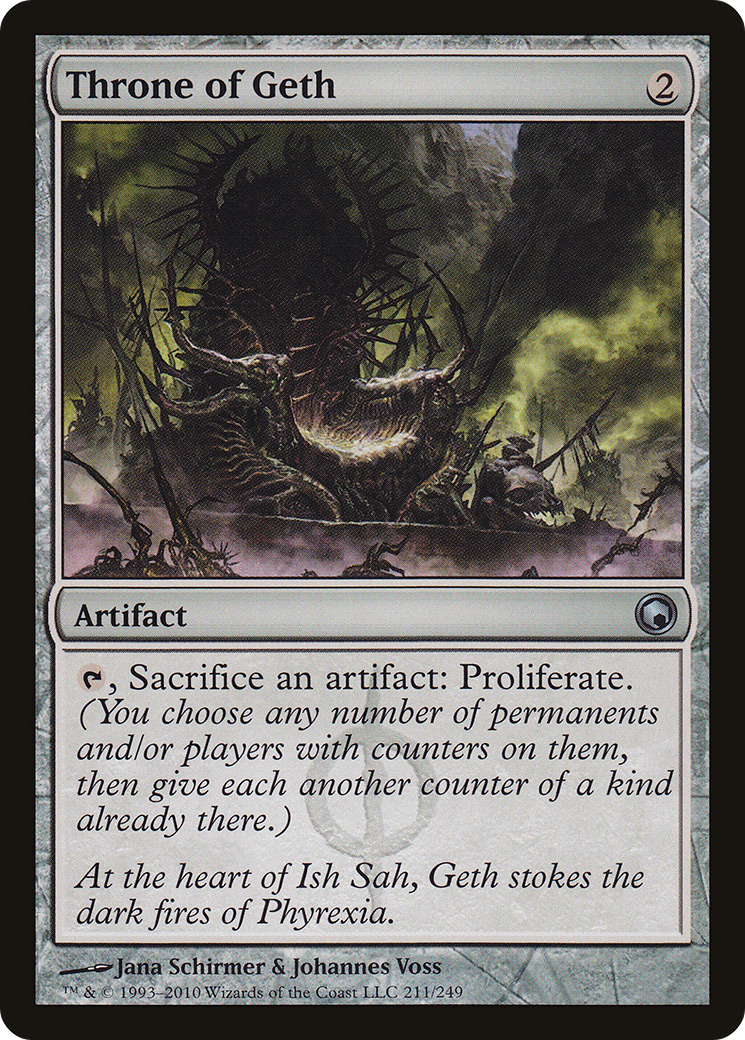 Throne of Geth
2
Artifact
, Sacrifice an artifact: Proliferate.
(You choose any number of permanents
and/or players with counters on them,
then give each another counter of a kind
already there.)
At the heart of Ish Sah, Geth stokes the
dark fires of Phyrexia.
Jana Schirmer & Johannes Voss
™ & © 1993–2010 Wizards of the Coast LLC 211/249